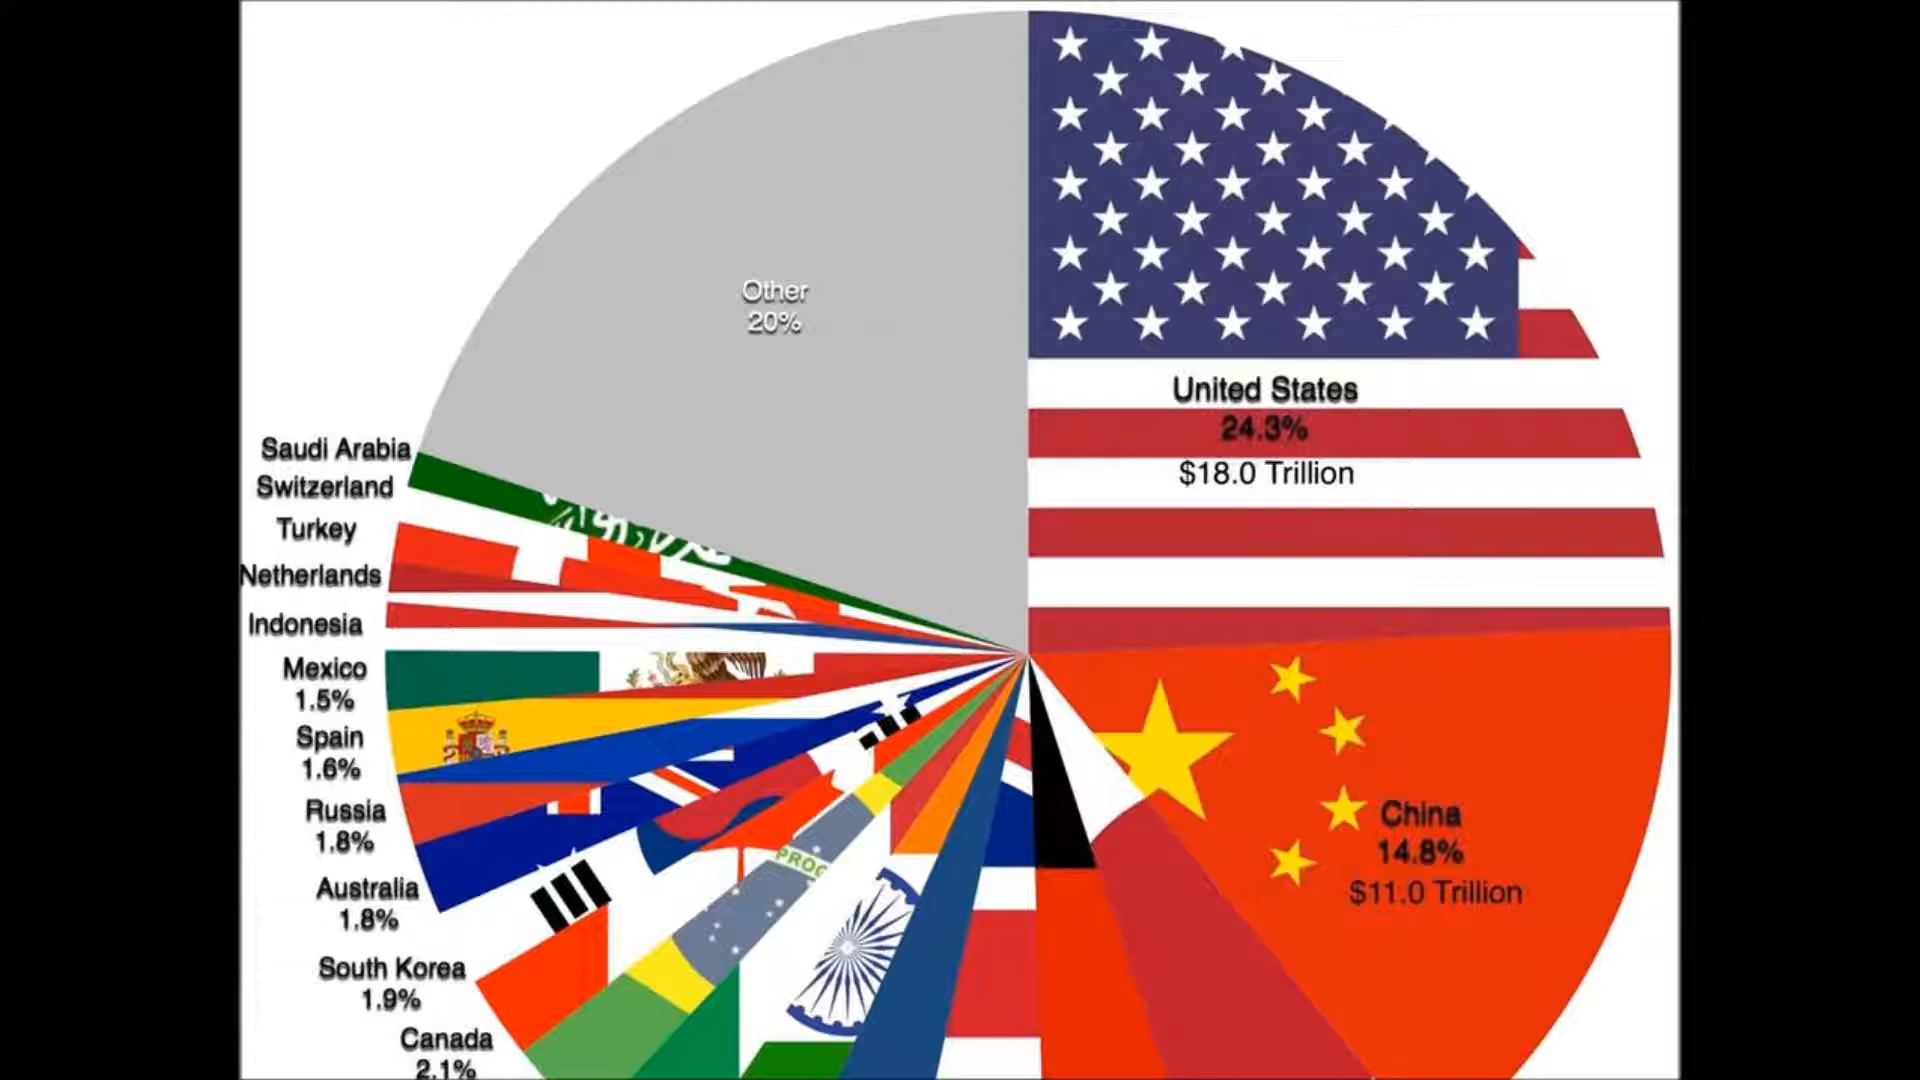 Other
20%
United States
24.3%
$18.0 Trillion
Saudi Arabia
Switzerland
Turkey
Netherlands
Indonesia
Mexico
1.5%
Spain
1.6%
Russia
1.8%
Australia
1.8%
South Korea
1.9%
Canada
2.1%
China
14.8%
$11.0 Trillion
PROG